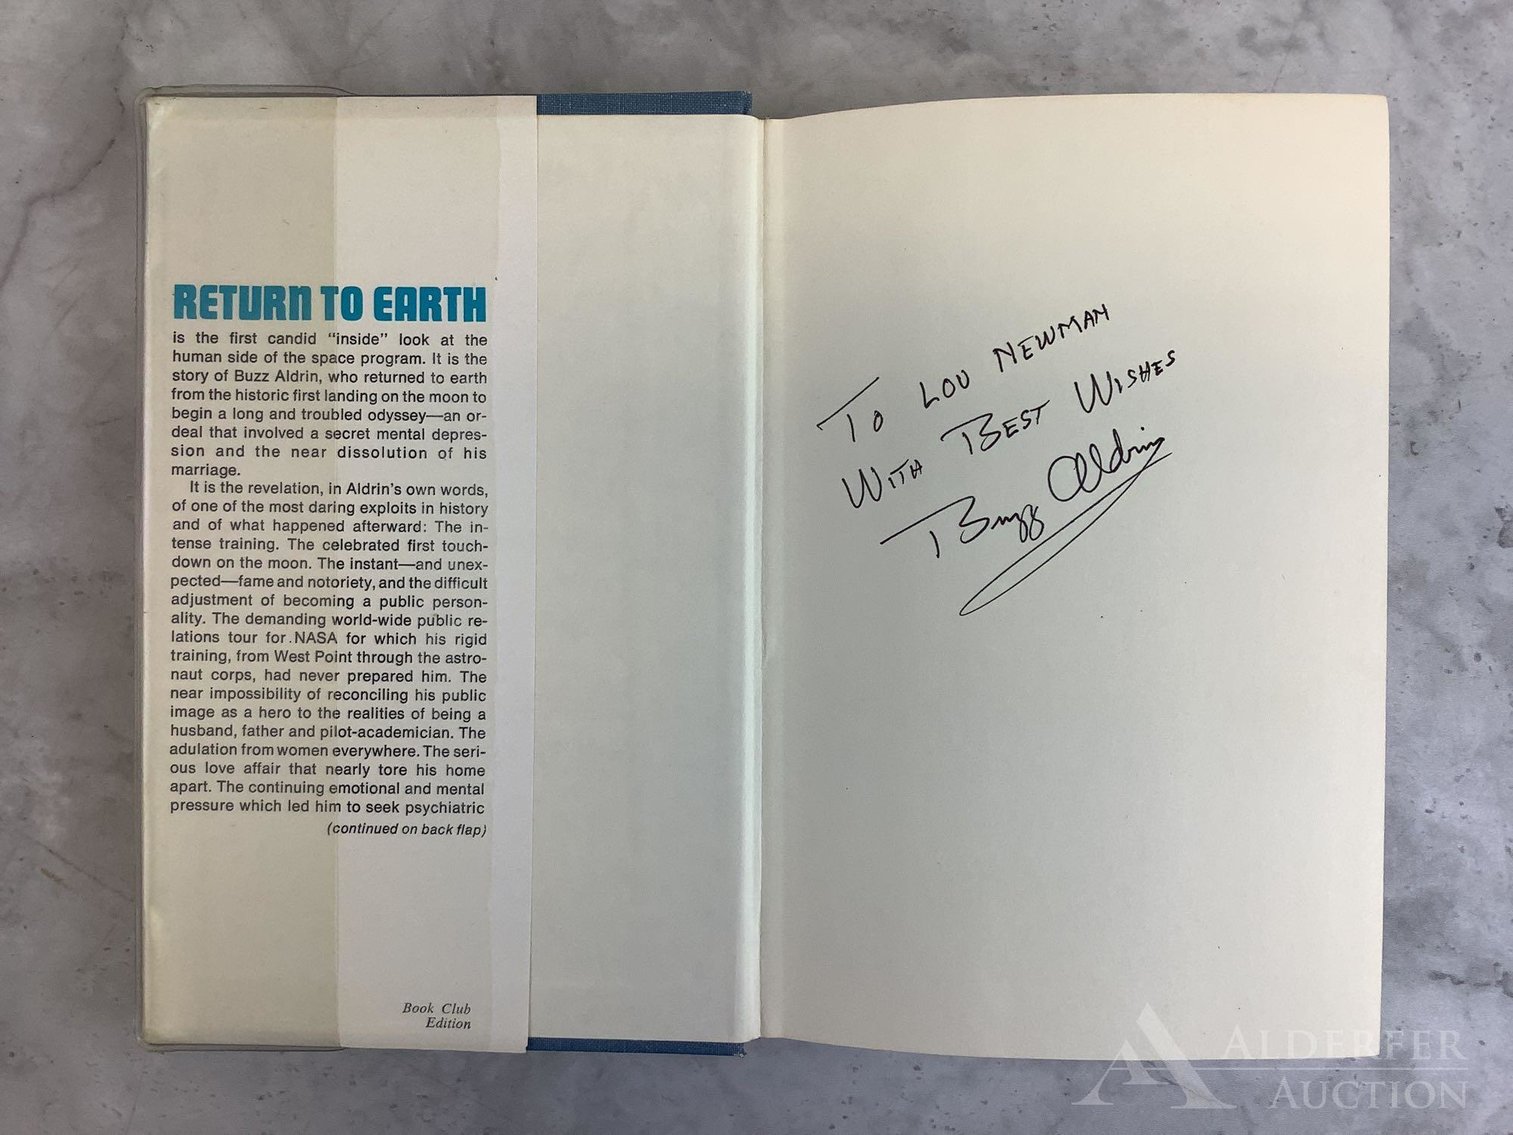 RETURN TO EARTH
is the first candid “inside” look at the
human side of the space program. It is the
story of Buzz Aldrin, who returned to earth
from the historic first landing on the moon to
begin a long and troubled odyssey—an or-
deal that involved a secret mental depres-
sion and the near dissolution of his
marriage.
It is the revelation, in Aldrin's own words,
of one of the most daring exploits in history
and of what happened afterward: The in-
tense training. The celebrated first touch-
down on the moon. The instant—and unex-
pected—fame and notoriety, and the difficult
adjustment of becoming a public person-
ality. The demanding world-wide public re-
lations tour for NASA for which his rigid
training, from West Point through the astro-
naut corps, had never prepared him. The
near impossibility of reconciling his public
image as a hero to the realities of being a
husband, father and pilot-academician. The
adulation from women everywhere. The seri-
ous love affair that nearly tore his home
apart. The continuing emotional and mental
pressure which led him to seek psychiatric
(continued on back flap)
Book Club
Edition
TO LOU NEWMAN
WITH BEST WISHES
Buzz Aldrin
ALDERFER
AUCTION